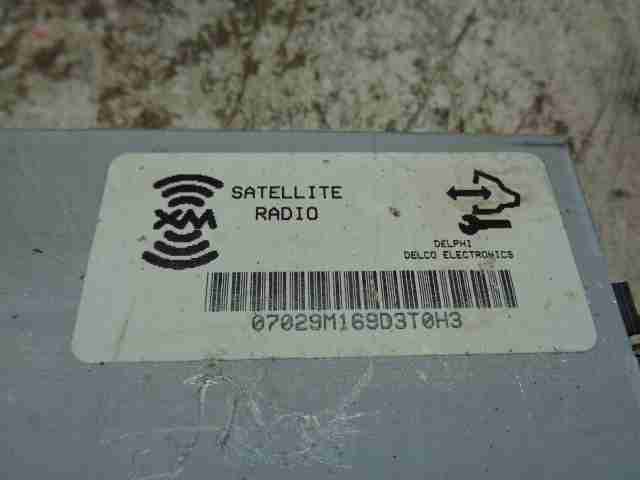 XM
SATELLITE
RADIO
DELPHI
DELCO ELECTRONICS
07029M169D3T0H3